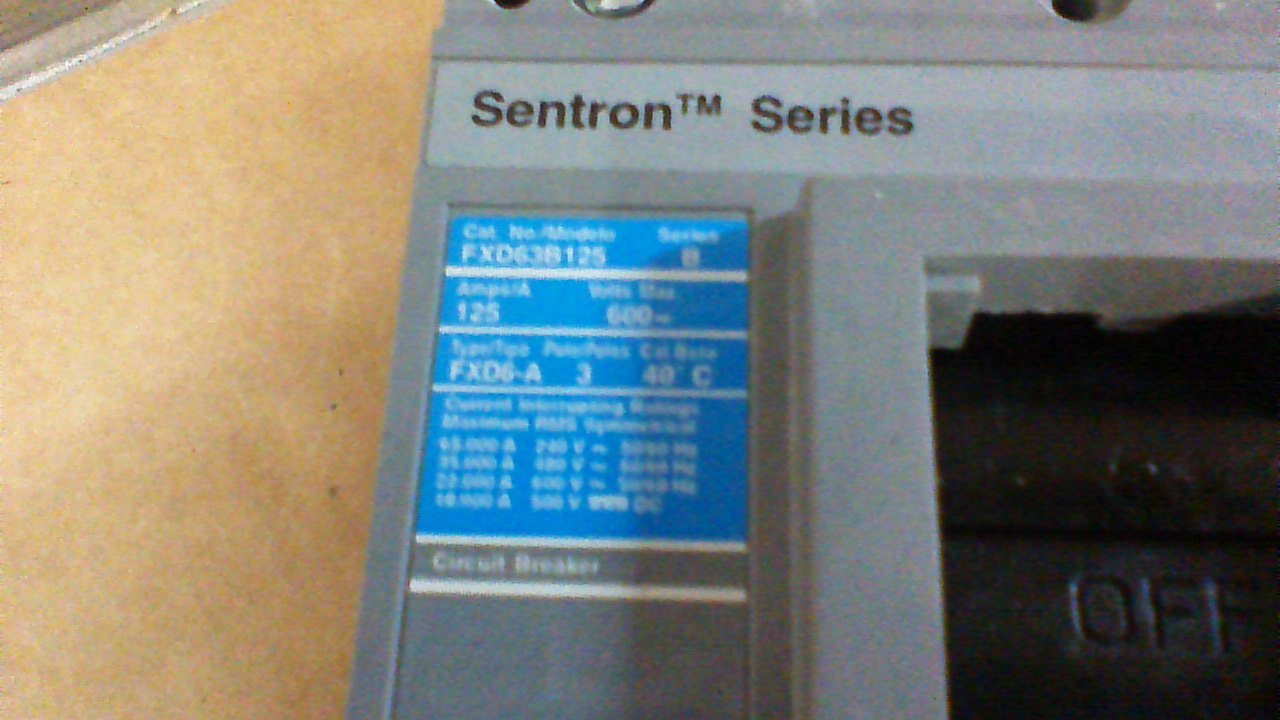 Sentron™ Series
Cat. No./Modelo Series
FXD63B125 B
Amps/A Volts Max
125 600~
Type/Tipo Cal. Base
FXD6-A 3 40° C
Current Interrupting Ratings
Maximum RMS Symmetrical
65,000 A 240 V ~ 50/60 Hz
35,000 A 480 V ~ 50/60 Hz
22,000 A 600 V ~ 50/60 Hz
18,000 A 500 V DC
Circuit Breaker
OFF